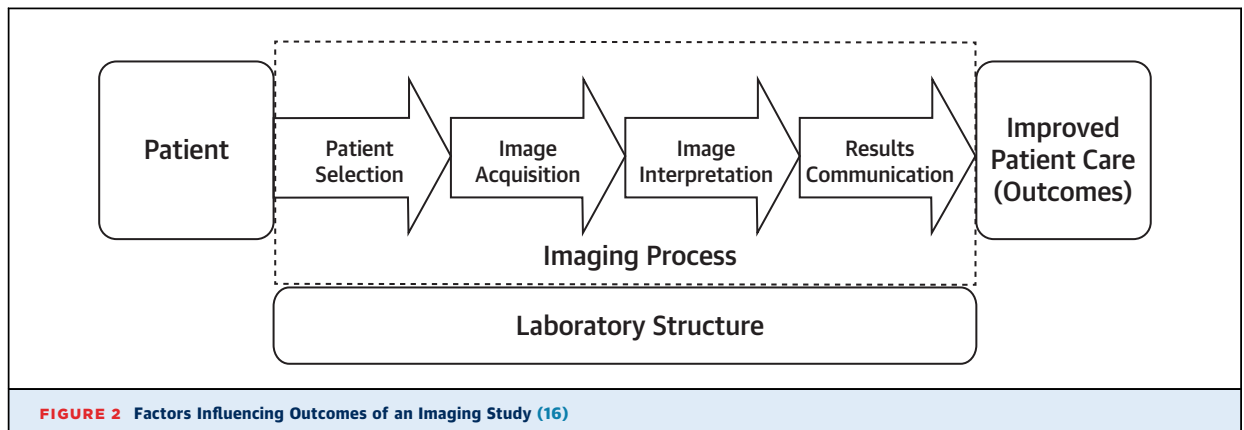 Patient
Patient
Selection
Image
Acquisition
Image
Interpretation
Results
Communication
Improved
Patient Care
(Outcomes)
Imaging Process
Laboratory Structure
FIGURE 2 Factors Influencing Outcomes of an Imaging Study (16)